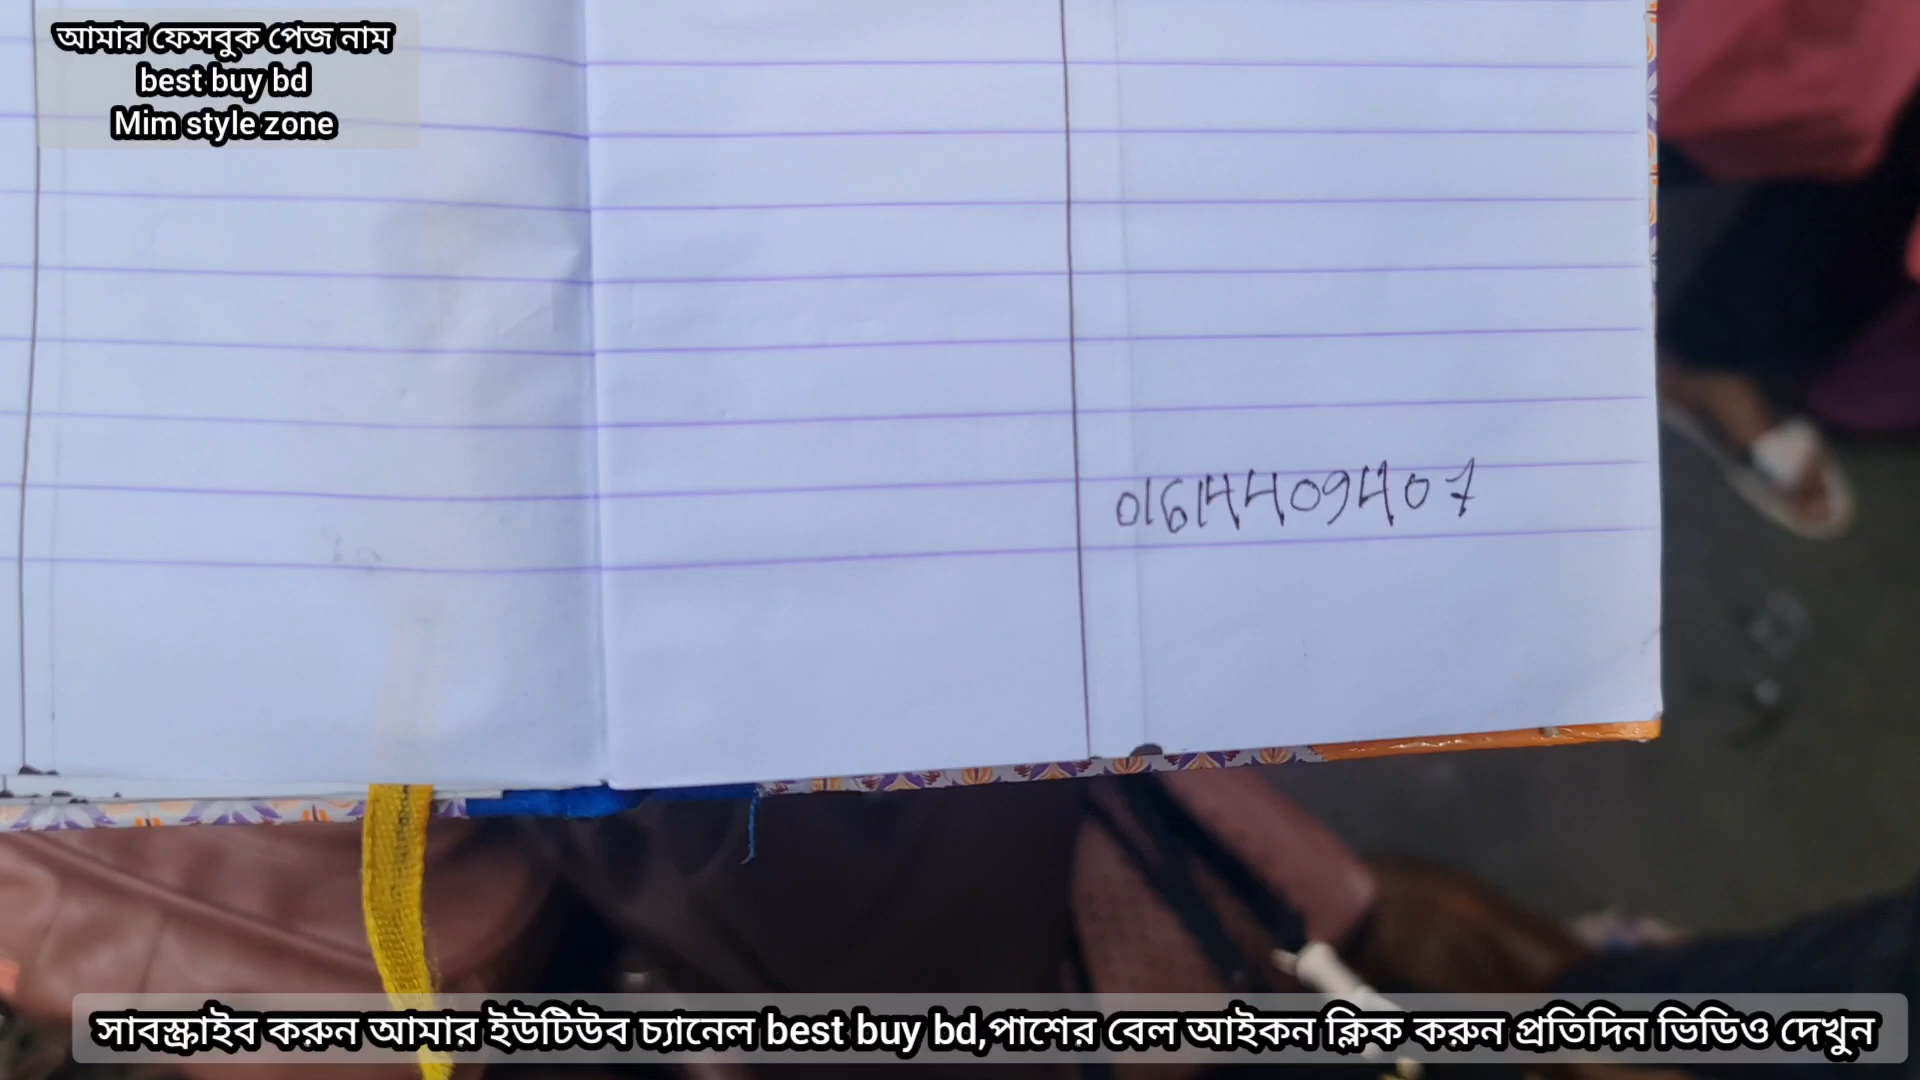 আমার ফেসবুক পেজ নাম
best buy bd
Mim style zone
01614409407
সাবস্ক্রাইব করুন আমার ইউটিউব চ্যানেল best buy bd,পাশের বেল আইকন ক্লিক করুন প্রতিদিন ভিডিও দেখুন